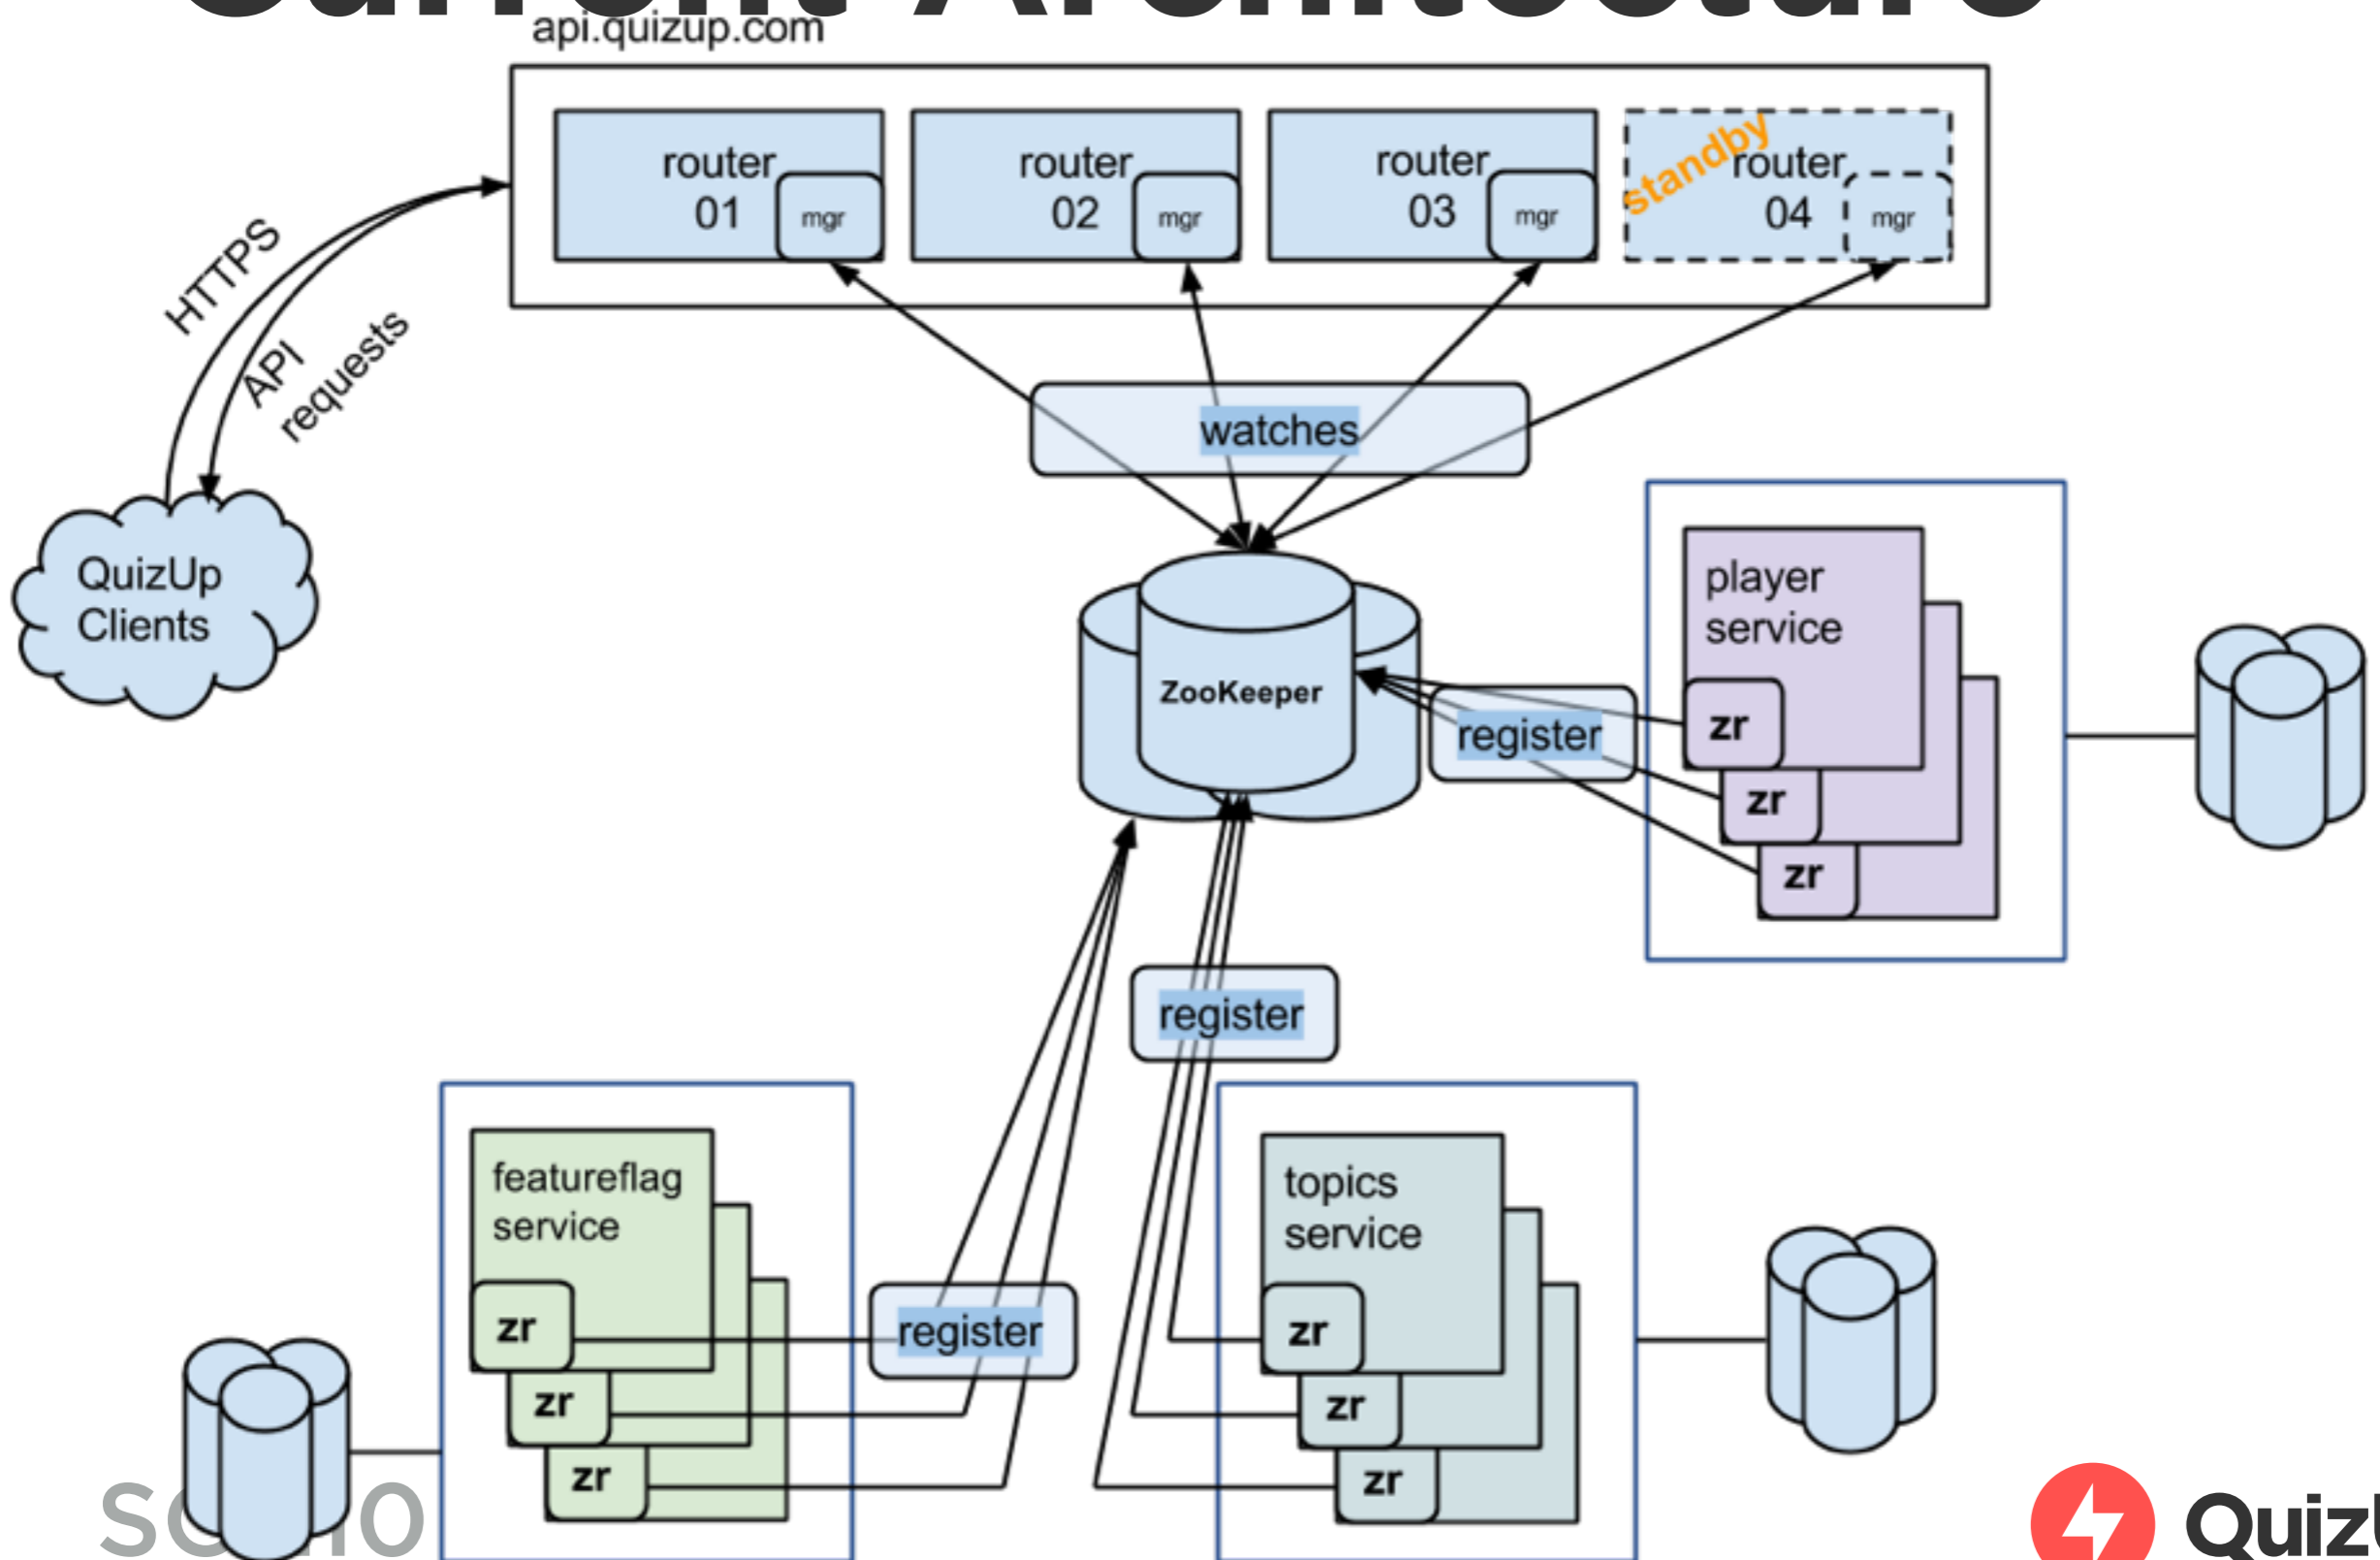 Current Architecture
api.quizup.com
router
01
mgr
router
02
mgr
router
03
mgr
standby
router
04
mgr
HTTPS
API
requests
watches
QuizUp
Clients
ZooKeeper
player
service
zr
zr
zr
register
register
featureflag
service
zr
zr
zr
register
topics
service
zr
zr
zr